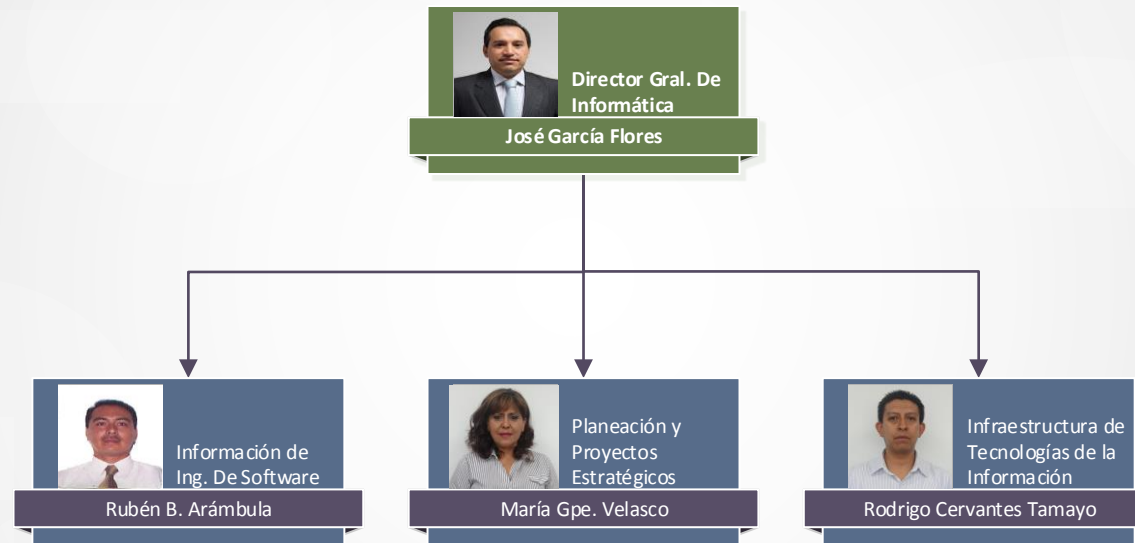 Director Gral. De
Informática
José García Flores
Información de
Ing. De Software
Rubén B. Arámbula
Planeación y
Proyectos
Estratégicos
María Gpe. Velasco
Infraestructura de
Tecnologías de la
Información
Rodrigo Cervantes Tamayo